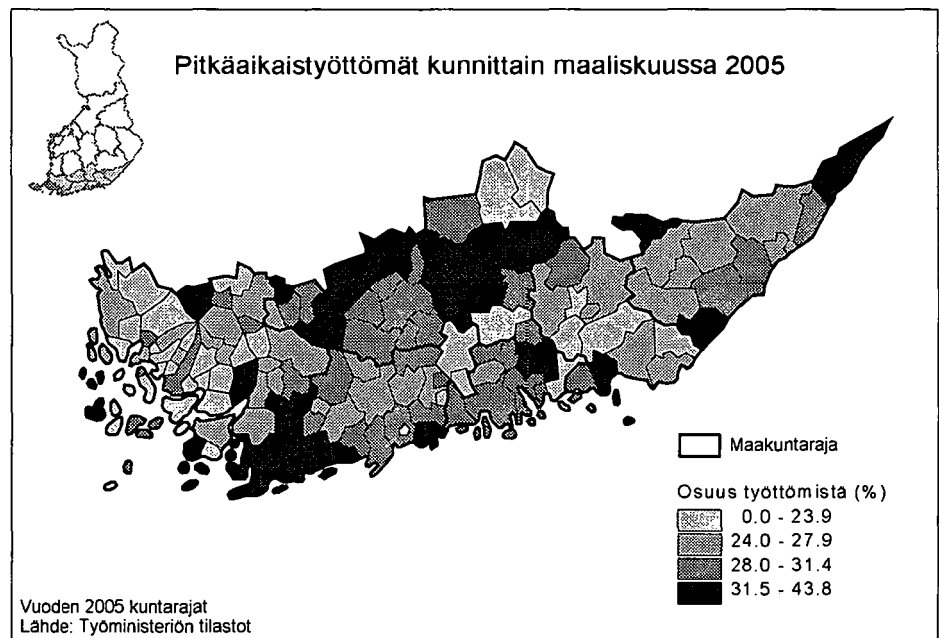 Pitkäaikaistyöttömät kunnittain maaliskuussa 2005
Maakuntaraja
Osuus työttömistä (%)
0.0 - 23.9
24.0 - 27.9
28.0 - 31.4
31.5 - 43.8
Vuoden 2005 kuntarajat
Lähde: Työministeriön tilastot